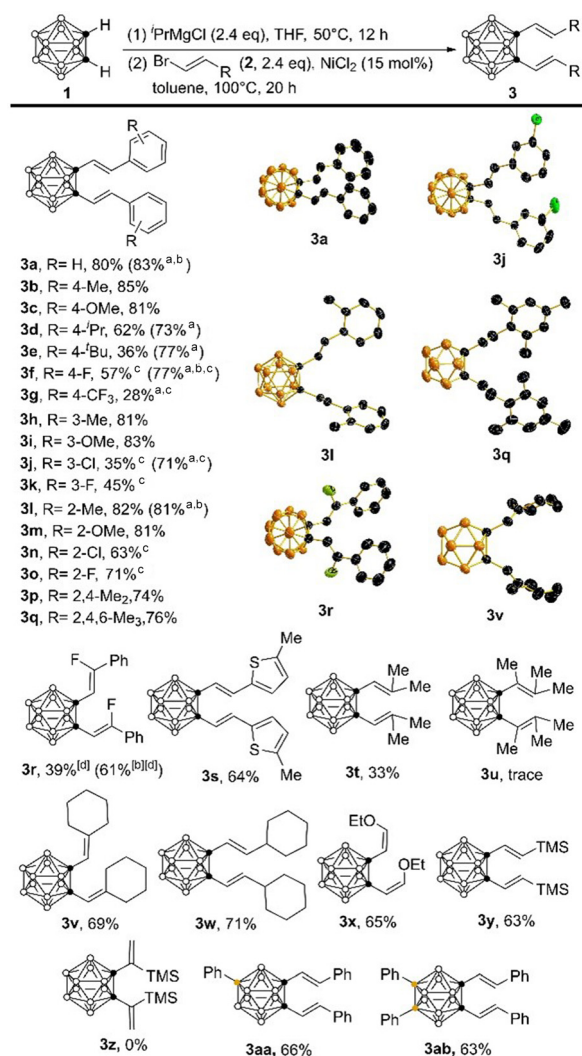 H
H
1
(1) ⁱPrMgCl (2.4 eq), THF, 50°C, 12 h
(2) Br R (2, 2.4 eq). NiCl₂ (15 mol%)
toluene, 100°C, 20 h
R
R
3
R
R
3a, R= H, 80% (83%ᵃ,ᵇ)
3b, R= 4-Me, 85%
3c, R= 4-OMe, 81%
3d, R= 4-ⁱPr, 62% (73%ᵃ)
3e, R= 4-ᵗBu, 36% (77%ᵃ)
3f, R= 4-F, 57% ᶜ (77%ᵃ,ᵇ,ᶜ)
3g, R= 4-CF₃, 28%ᵃ,ᶜ
3h, R= 3-Me, 81%
3i, R= 3-OMe, 83%
3j, R= 3-Cl, 35%ᶜ (71%ᵃ,ᶜ)
3k, R= 3-F, 45% ᶜ
3l, R= 2-Me, 82% (81%ᵃ,ᵇ)
3m, R= 2-OMe, 81%
3n, R= 2-Cl, 63%ᶜ
3o, R= 2-F, 71%ᶜ
3p, R= 2,4-Me₂,74%
3q, R= 2,4,6-Me₃,76%
3a
3j
3l
3q
3r
3v
F Ph
F
Ph
3r, 39%[d] (61%[b][d])
Me
S
S
Me
3s, 64%
Me
Me
Me
Me
3t, 33%
Me Me
Me
Me
Me
Me
3u, trace
3v, 69%
3w, 71%
EtO
OEt
3x, 65%
TMS
TMS
3y, 63%
TMS
TMS
3z, 0%
Ph
Ph
Ph
3aa, 66%
Ph
Ph
Ph
Ph
3ab, 63%